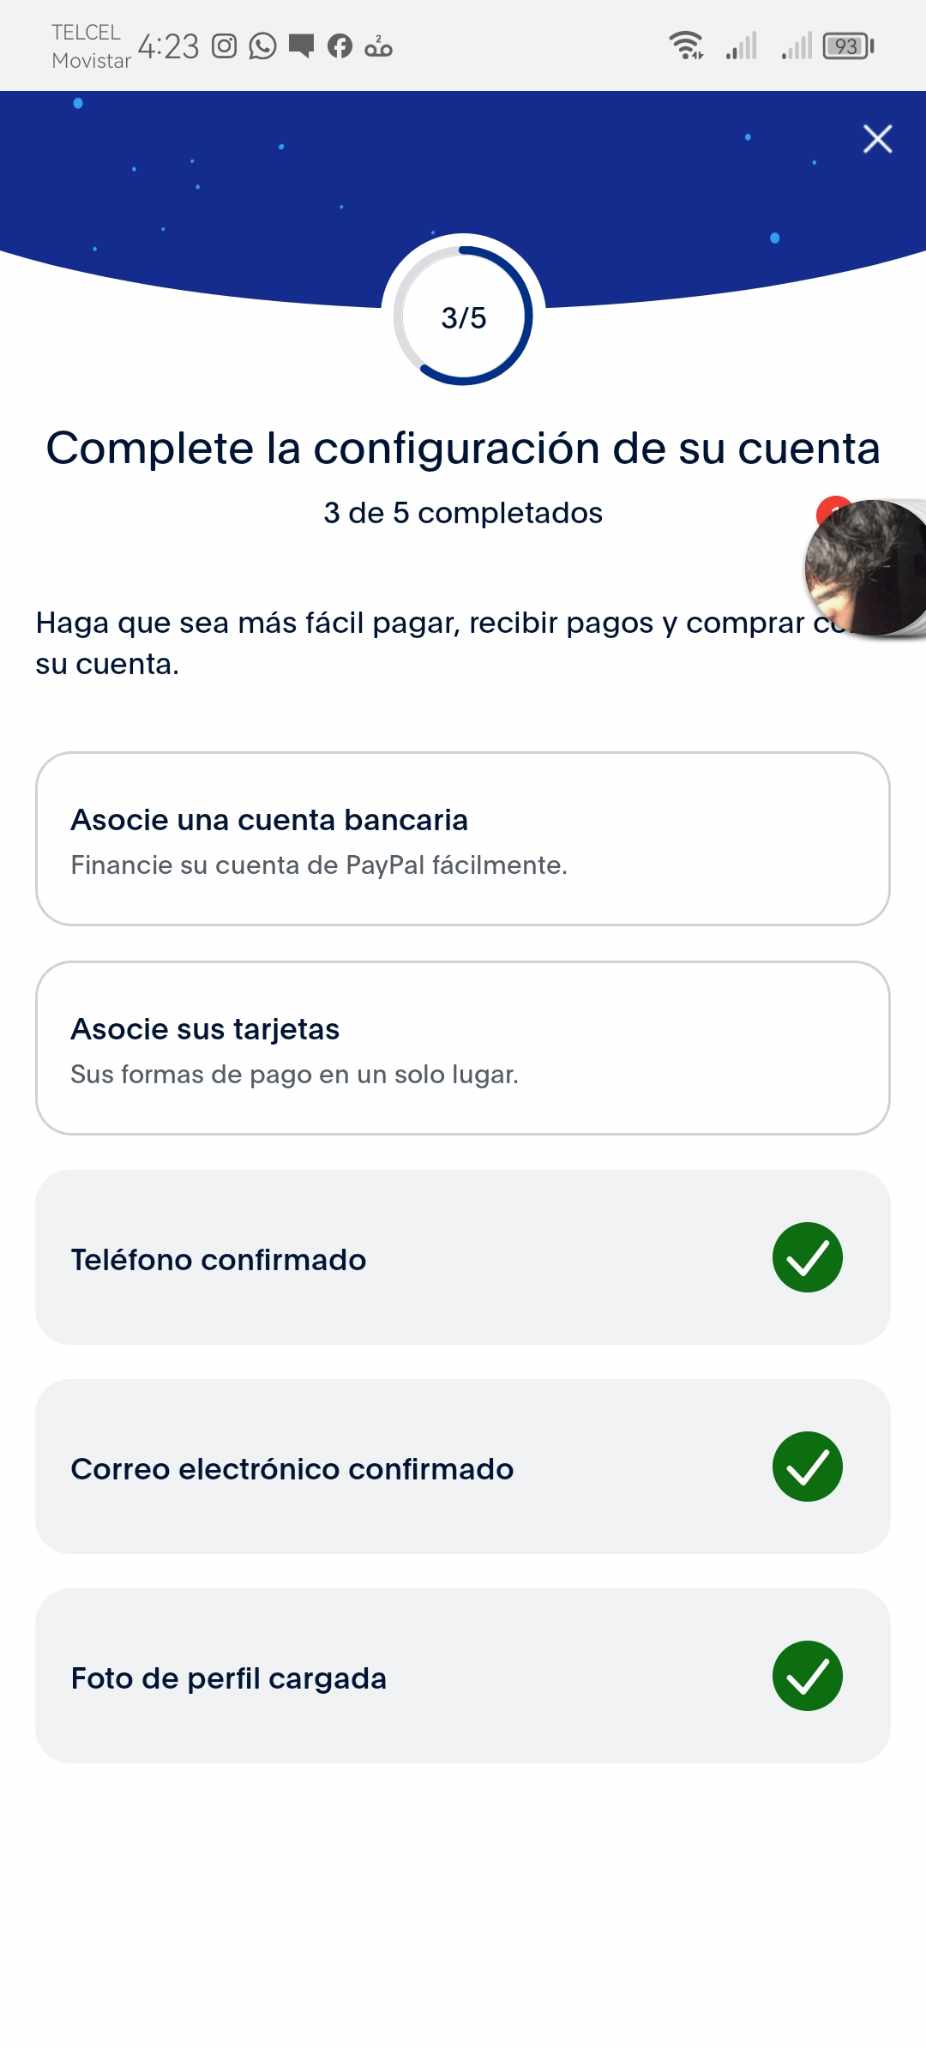 TELCEL
Movistar
4:23
2
93
3/5
Complete la configuración de su cuenta
3 de 5 completados
Haga que sea más fácil pagar, recibir pagos y comprar
su cuenta.
Asocie una cuenta bancaria
Financie su cuenta de PayPal fácilmente.
Asocie sus tarjetas
Sus formas de pago en un solo lugar.
Teléfono confirmado
Correo electrónico confirmado
Foto de perfil cargada